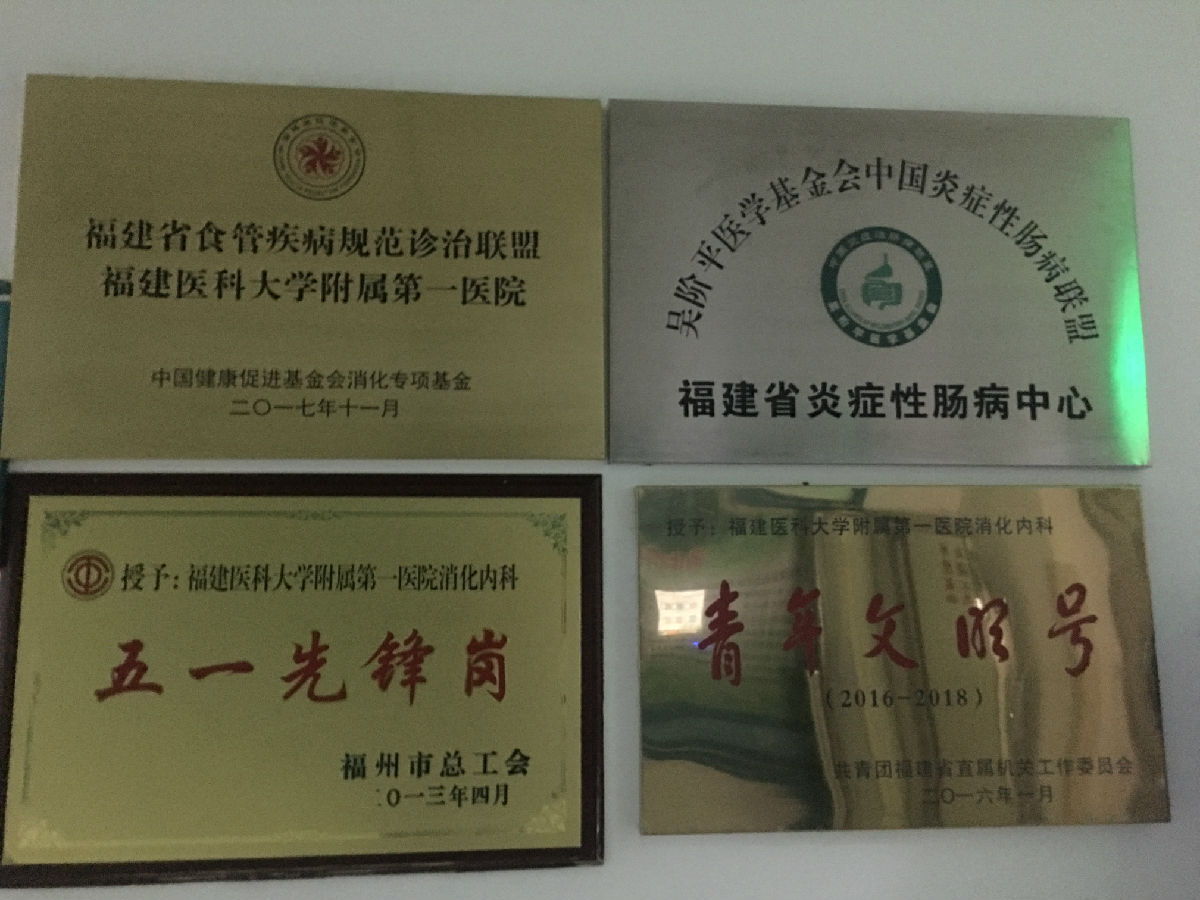 福建省食管疾病规范诊治联盟
福建医科大学附属第一医院
中国健康促进基金会消化专项基金
二〇一七年十一月
吴阶平医学基金会中国炎症性肠病联盟
福建省炎症性肠病中心
授予：福建医科大学附属第一医院消化内科
五一先锋岗
福州市总工会
二〇一三年四月
授予：福建医科大学附属第一医院消化内科
青年文明号
（2016-2018）
共青团福建省直属机关工作委员会
二〇一六年一月